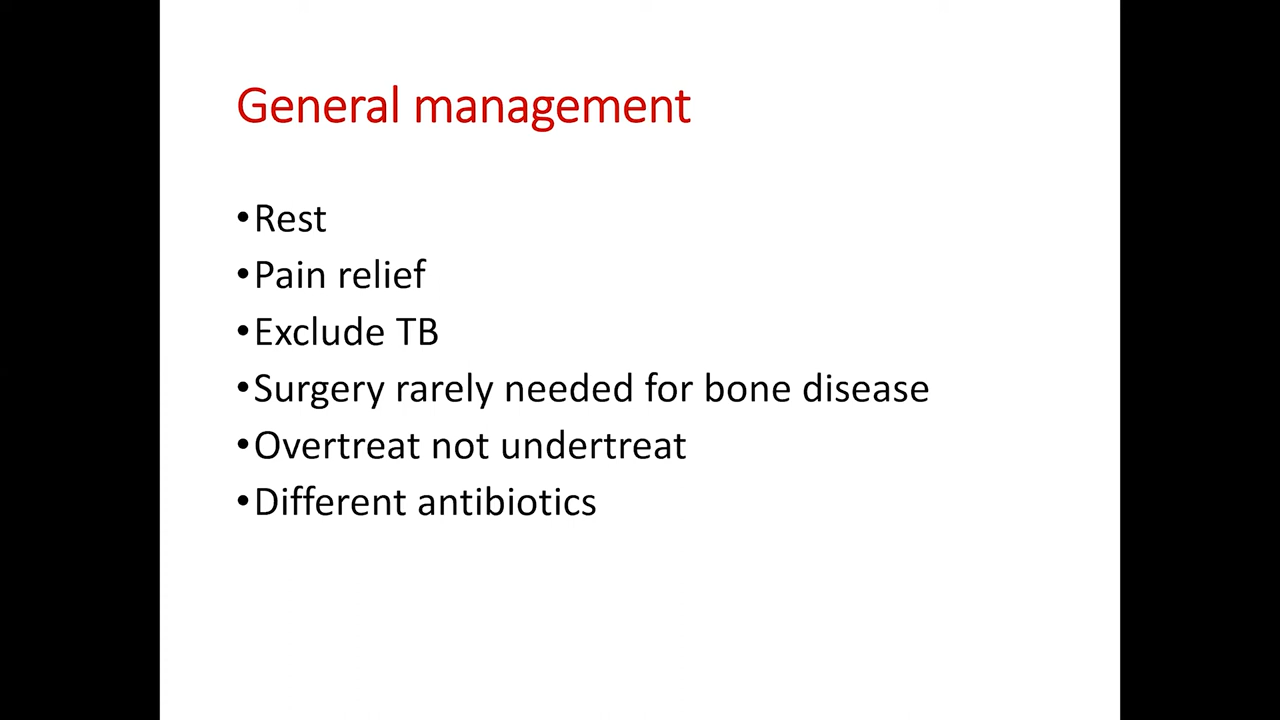 General management
•Rest
•Pain relief
•Exclude TB
•Surgery rarely needed for bone disease
•Overtreat not undertreat
•Different antibiotics